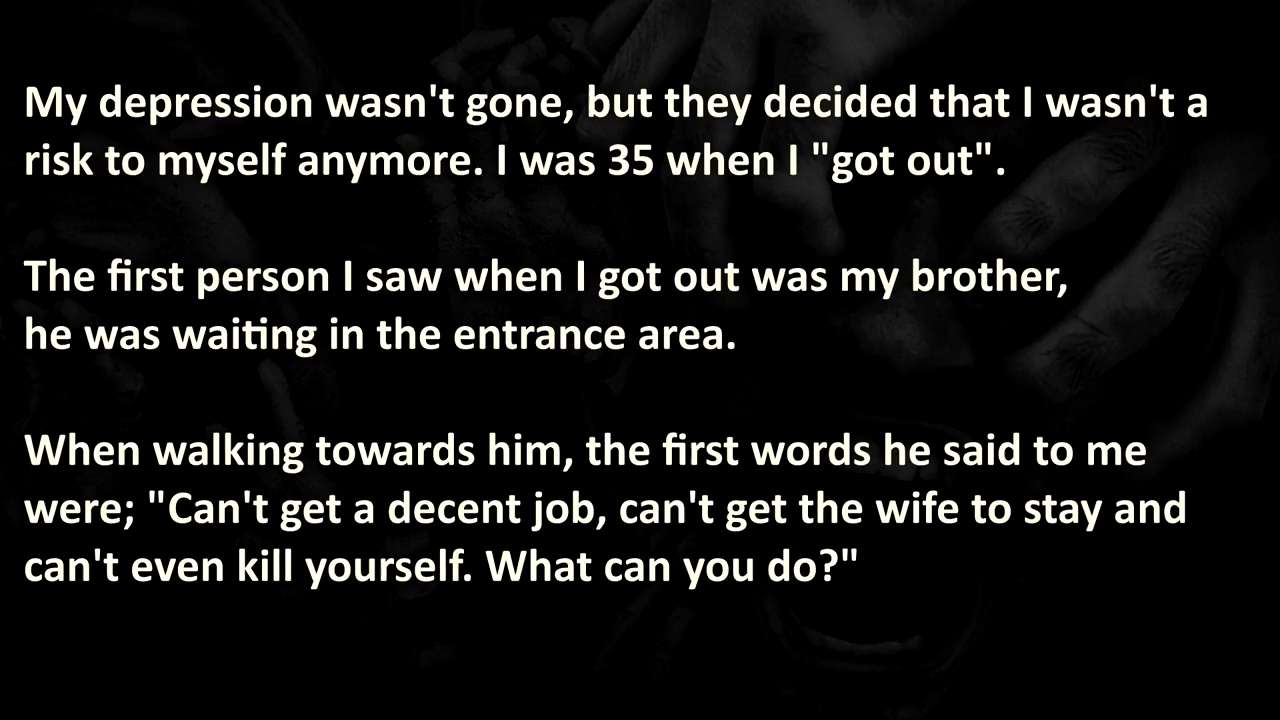 My depression wasn't gone, but they decided that I wasn't a
risk to myself anymore. I was 35 when I "got out".
The first person I saw when I got out was my brother,
he was waiting in the entrance area.
When walking towards him, the first words he said to me
were; "Can't get a decent job, can't get the wife to stay and
can't even kill yourself. What can you do?"